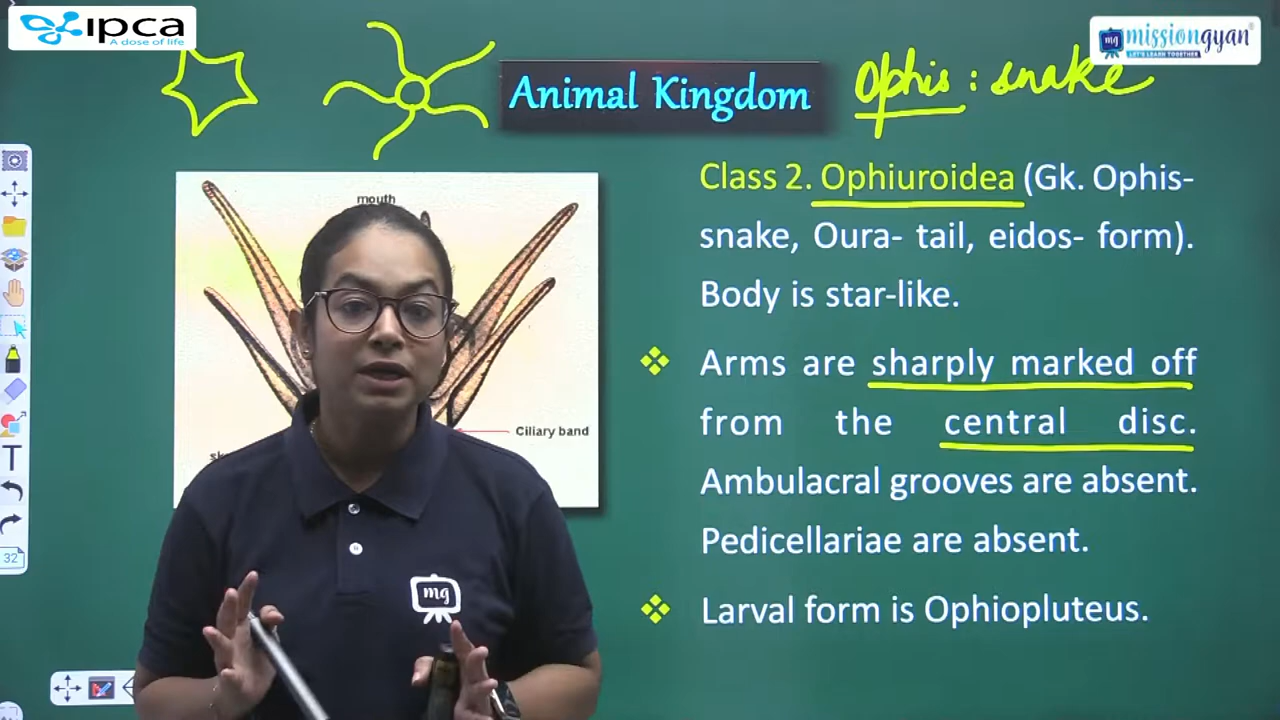 ipca
A dose of life
mg missiongyan
LET'S LEARN TOGETHER
Animal Kingdom
Ophis : snake
Class 2. Ophiuroidea (Gk. Ophis-
snake, Oura- tail, eidos- form).
Body is star-like.
mouth
Arms are sharply marked off
from the central disc.
Ciliary band
Ambulacral grooves are absent.
Pedicellariae are absent.
Larval form is Ophiopluteus.
mg
T
32